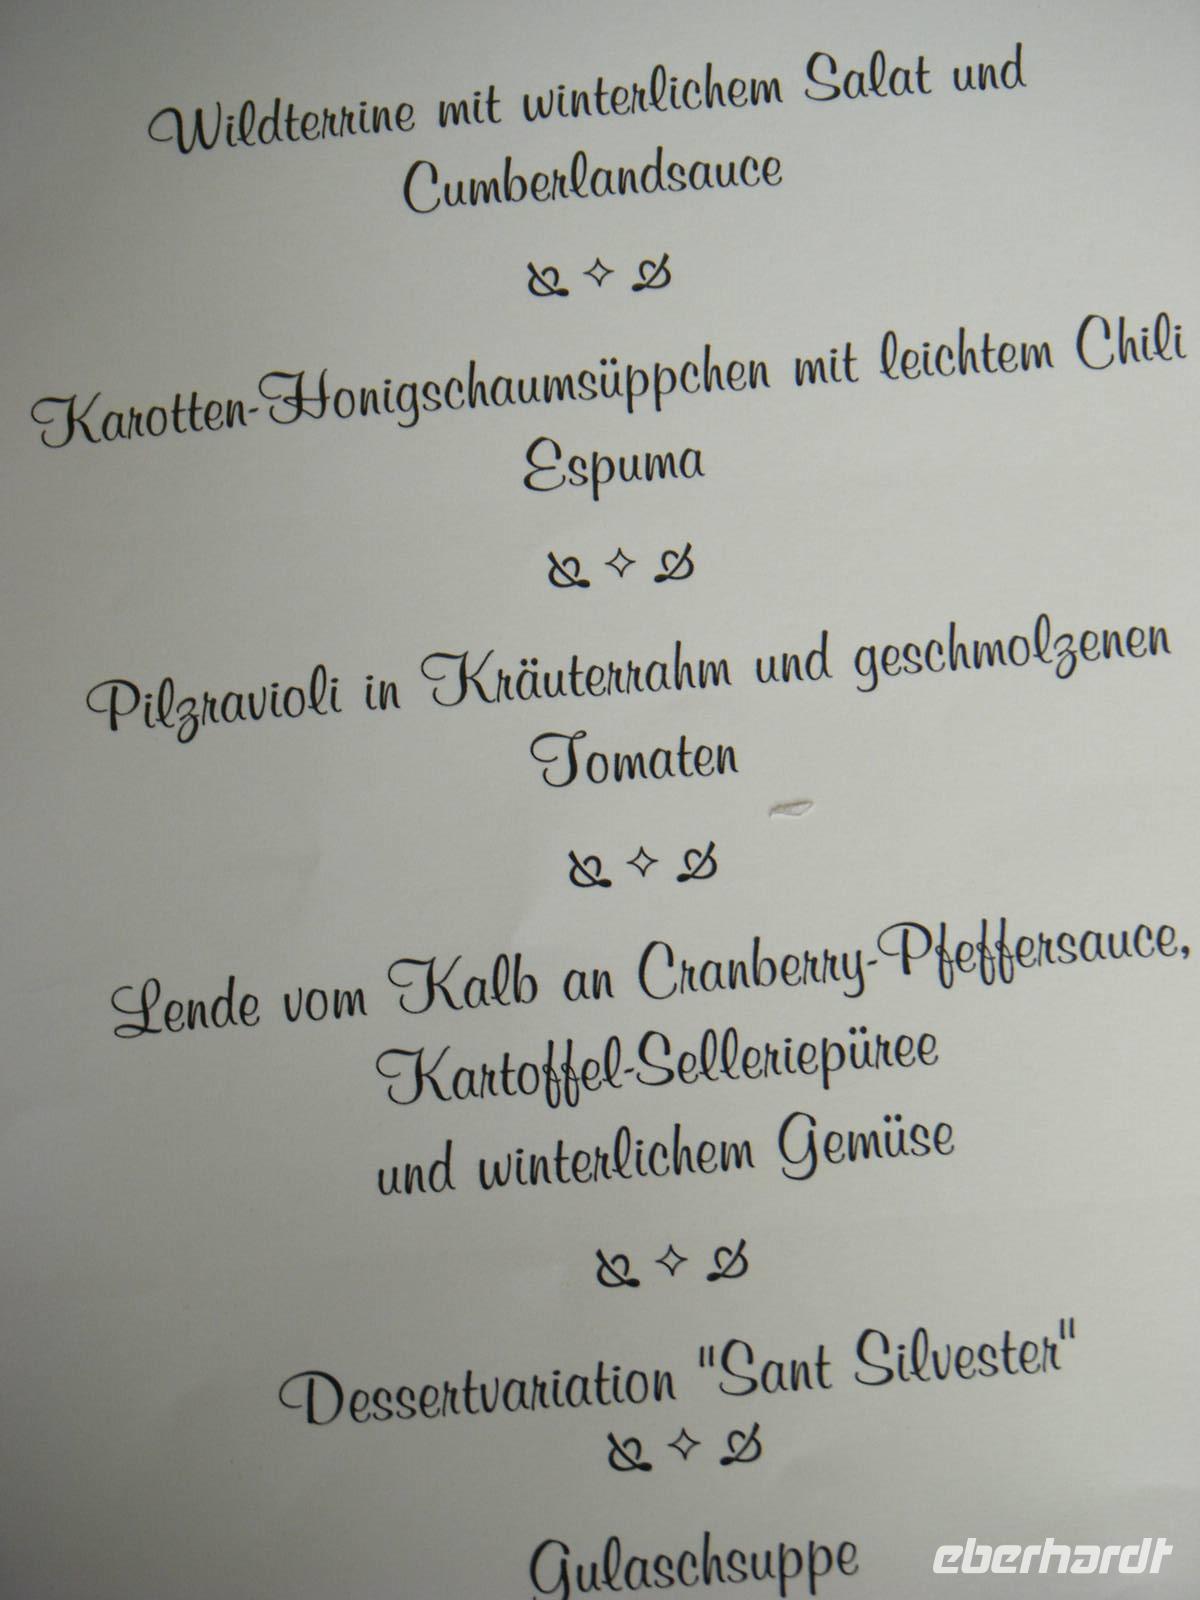 Wildterrine mit winterlichem Salat und
Cumberlandsauce
Karotten-Honigschaumsüppchen mit leichtem Chili
Espuma
Pilzravioli in Kräuterrahm und geschmolzenen
Tomaten
Lende vom Kalb an Cranberry-Pfeffersauce,
Kartoffel-Selleriepüree
und winterlichem Gemüse
Dessertvariation "Sant Silvester"
Gulaschsuppe
eberhardt